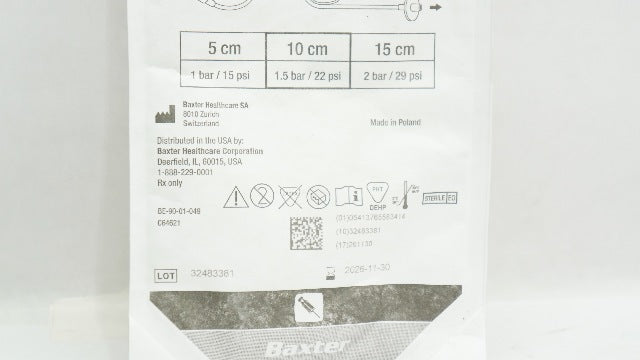 5 cm 10 cm 15 cm
1 bar / 15 psi 1.5 bar / 22 psi 2 bar / 29 psi
Baxter Healthcare SA
8010 Zurich
Switzerland
Made in Poland
Distributed in the USA by:
Baxter Healthcare Corporation
Deerfield, IL, 60015, USA
1-888-229-0001
Rx only
PHT
DEHP
STERILE EO
BE-90-01-049
C64621
(10)32483381
(17)261130
LOT 32483381
2026-11-30
Baxter